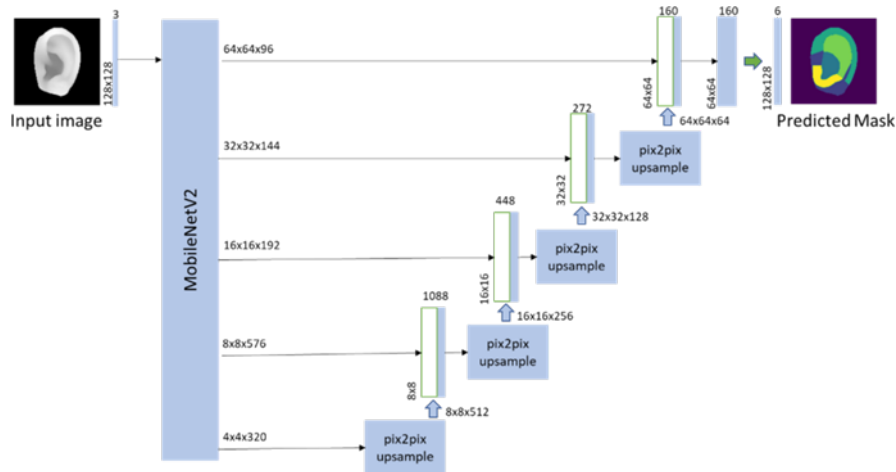 3
128x128
Input image
MobileNetV2
64x64x96
160
160
6
64x64
64x64
128x128
Predicted Mask
64x64x64
32x32x144
272
32x32
pix2pix
upsample
32x32x128
16x16x192
448
16x16
pix2pix
upsample
16x16x256
8x8x576
1088
8x8
pix2pix
upsample
8x8x512
4x4x320
pix2pix
upsample